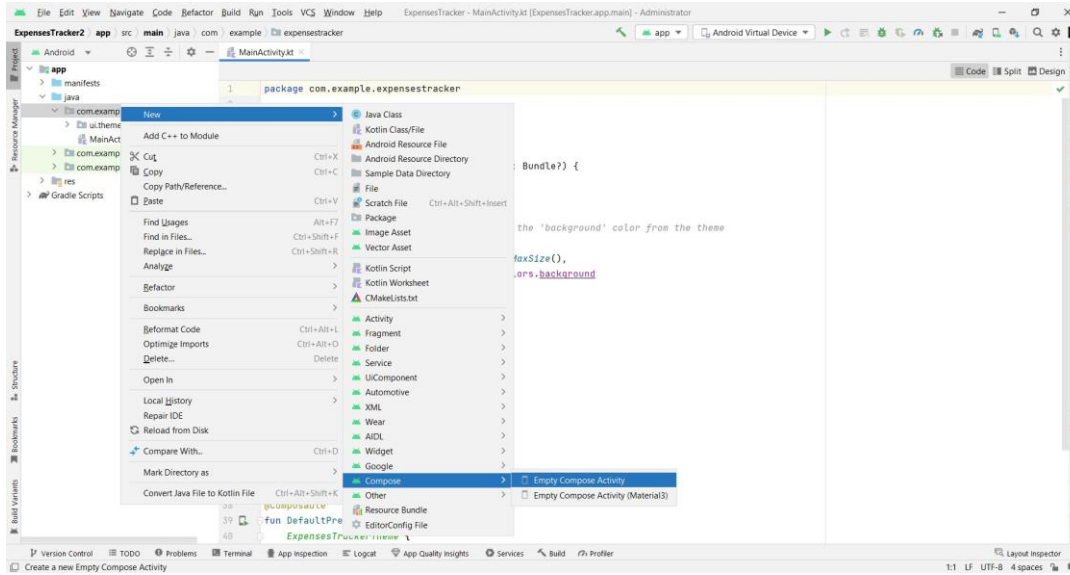 File Edit View Navigate Code Refactor Build Run Tools VCS Window Help ExpensesTracker - MainActivity.kt [ExpensesTracker.app.main] - Administrator
ExpensesTracker2 app src main java com example expensestracker app Android Virtual Device
Android MainActivity.kt
Code Split Design
Project
Resource Manager
Structure
Bookmarks
Build Variants
app
manifests
java
com.examp
ui.theme
MainAct
com.examp
com.examp
res
Gradle Scripts
1 package com.example.expensestracker
: Bundle?) {
the 'background' color from the theme
MaxSize(),
ors.background
38 @Composable
39 fun DefaultPre
40 ExpensesTrackerTheme {
New
Add C++ to Module
Cut Ctrl+X
Copy Ctrl+C
Copy Path/Reference...
Paste Ctrl+V
Find Usages Alt+F7
Find in Files... Ctrl+Shift+F
Replace in Files... Ctrl+Shift+R
Analyze
Refactor
Bookmarks
Reformat Code Ctrl+Alt+L
Optimize Imports Ctrl+Alt+O
Delete... Delete
Open In
Local History
Repair IDE
Reload from Disk
Compare With... Ctrl+D
Mark Directory as
Convert Java File to Kotlin File Ctrl+Alt+Shift+K
Java Class
Kotlin Class/File
Android Resource File
Android Resource Directory
Sample Data Directory
File
Scratch File Ctrl+Alt+Shift+Insert
Package
Image Asset
Vector Asset
Kotlin Script
Kotlin Worksheet
CMakeLists.txt
Activity
Fragment
Folder
Service
UiComponent
Automotive
XML
Wear
AIDL
Widget
Google
Compose
Other
Resource Bundle
EditorConfig File
Empty Compose Activity
Empty Compose Activity (Material3)
Version Control TODO Problems Terminal App Inspection Logcat App Quality Insights Services Build Profiler Layout Inspector
Create a new Empty Compose Activity 1:1 LF UTF-8 4 spaces